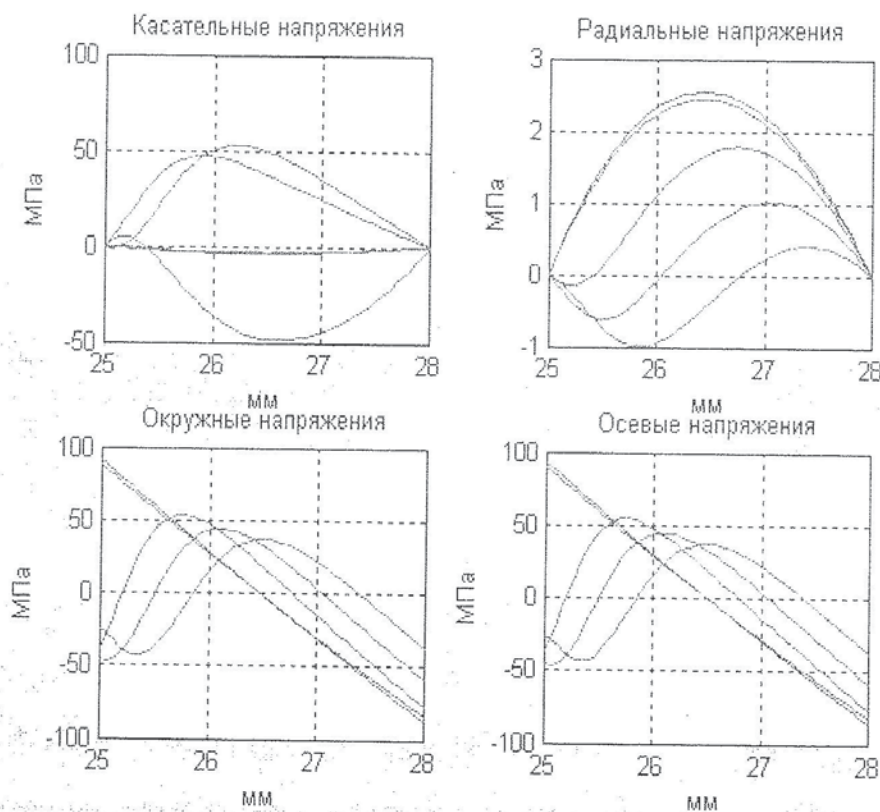 Касательные напряжения
100
50
0
-50
МПа
25
26
27
28
мм
Радиальные напряжения
3
2
1
0
-1
МПа
25
26
27
28
мм
Окружные напряжения
100
50
0
-50
-100
МПа
25
26
27
28
мм
Осевые напряжения
100
50
0
-50
-100
МПа
25
26
27
28
мм